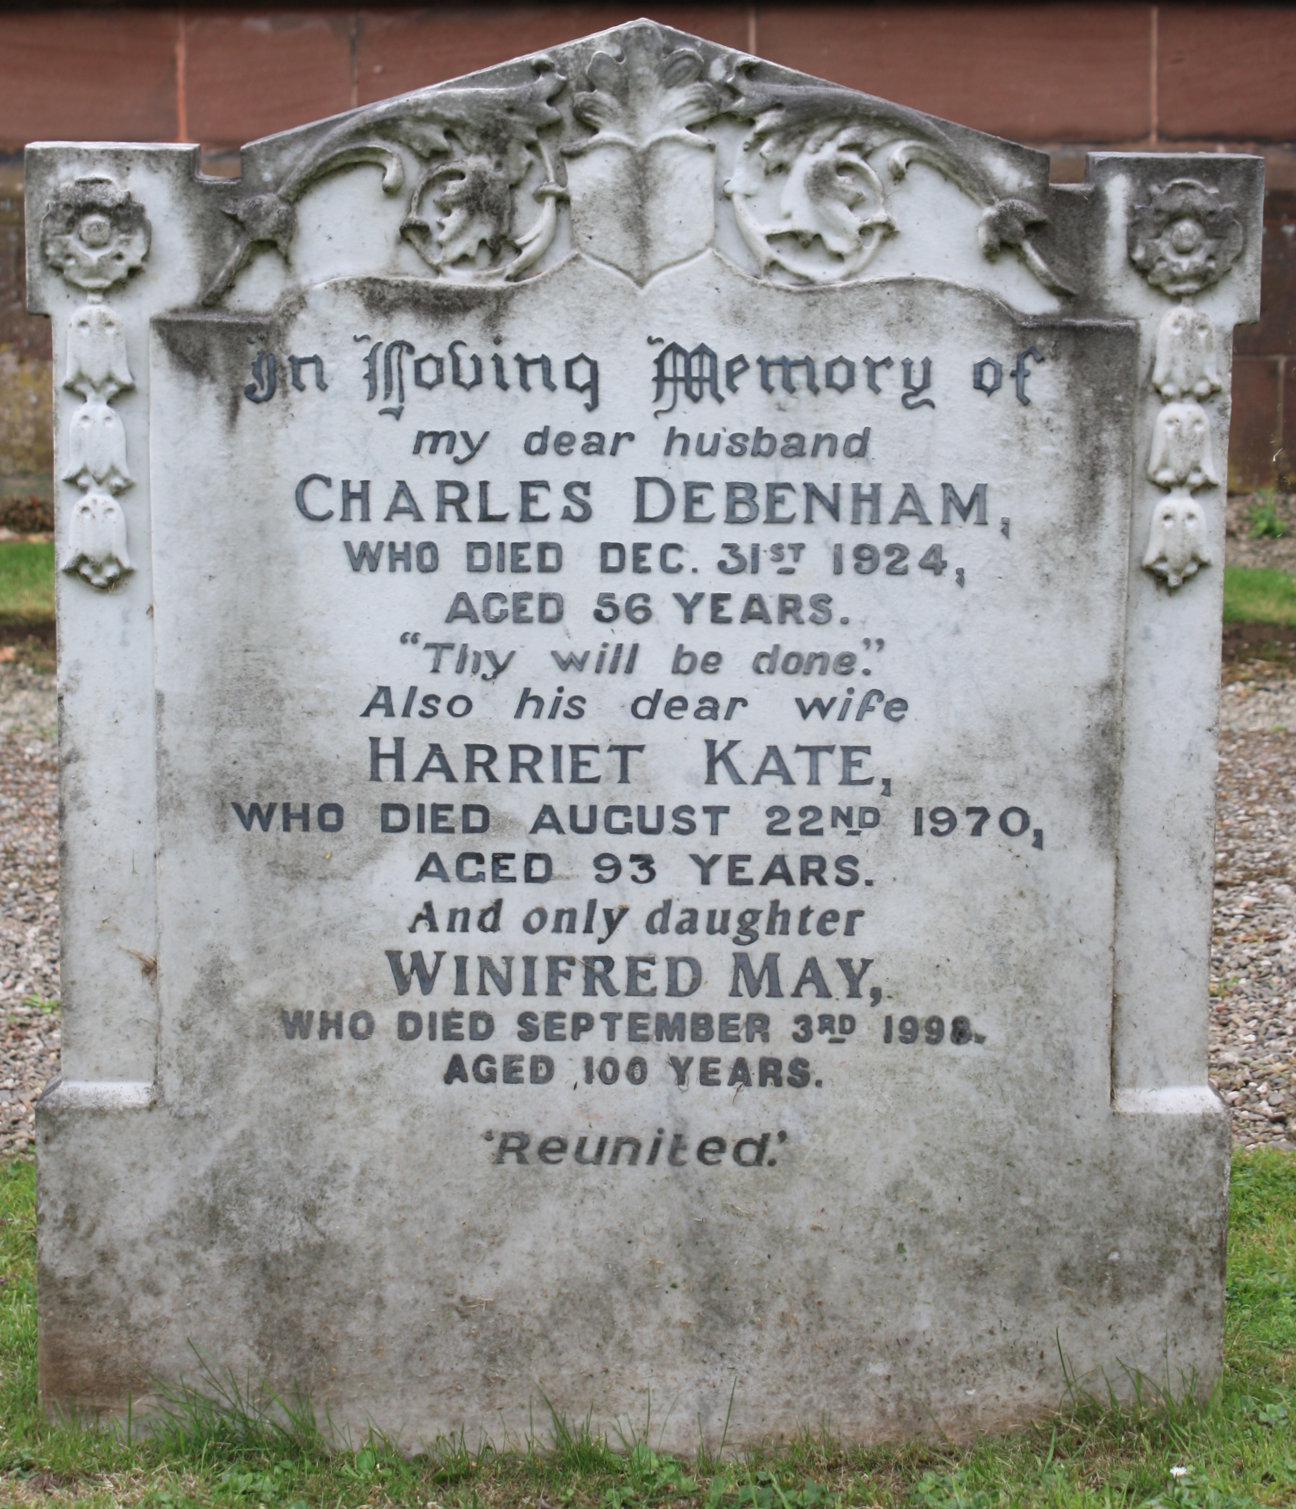 In Loving Memory of
my dear husband
CHARLES DEBENHAM,
WHO DIED DEC. 31ST 1924,
AGED 56 YEARS.
"Thy will be done."
Also his dear wife
HARRIET KATE,
WHO DIED AUGUST 22ND 1970,
AGED 93 YEARS.
And only daughter
WINIFRED MAY,
WHO DIED SEPTEMBER 3RD 1998.
AGED 100 YEARS.
'Reunited.'